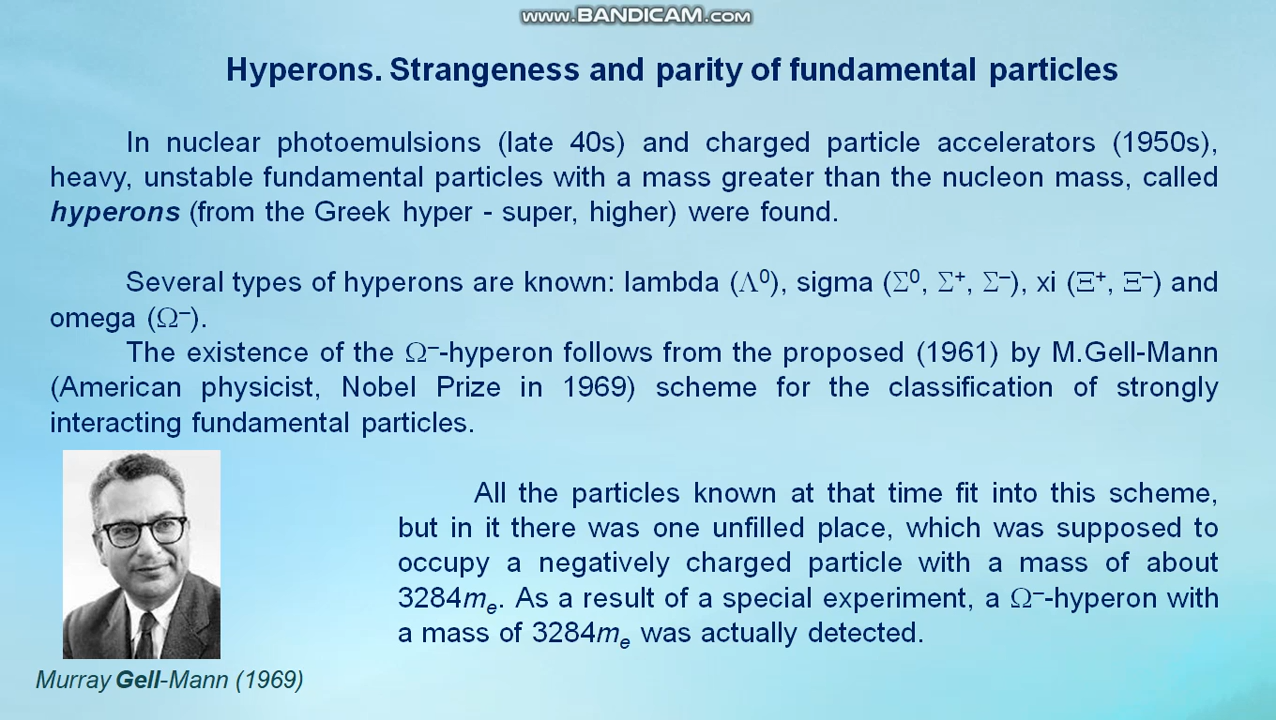 www.BANDICAM.com
Hyperons. Strangeness and parity of fundamental particles
In nuclear photoemulsions (late 40s) and charged particle accelerators (1950s),
heavy, unstable fundamental particles with a mass greater than the nucleon mass, called
hyperons (from the Greek hyper - super, higher) were found.
Several types of hyperons are known: lambda (Λ⁰), sigma (Σ⁰, Σ⁺, Σ⁻), xi (Ξ⁺, Ξ⁻) and
omega (Ω⁻).
The existence of the Ω⁻-hyperon follows from the proposed (1961) by M.Gell-Mann
(American physicist, Nobel Prize in 1969) scheme for the classification of strongly
interacting fundamental particles.
All the particles known at that time fit into this scheme,
but in it there was one unfilled place, which was supposed to
occupy a negatively charged particle with a mass of about
3284mₑ. As a result of a special experiment, a Ω⁻-hyperon with
a mass of 3284mₑ was actually detected.
Murray Gell-Mann (1969)